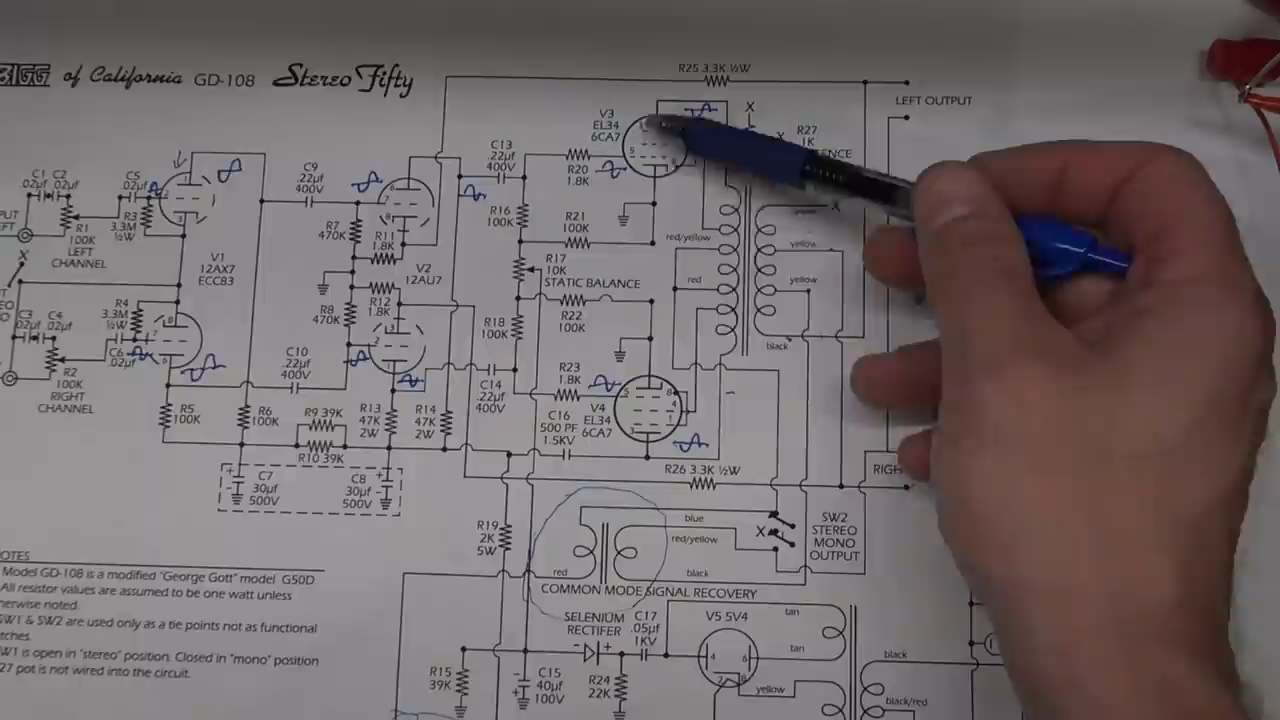 of California GD-108 Stereo Fifty
R25 3.3K ½W
LEFT OUTPUT
V3
EL34
6CA7
X
R27
1K
C13
.22µf
400V
5
R20
1.8K
C9
.22µf
400V
C1 C2
.02µf .02µf
C5
.02µf
R3
3.3M
½W
R1
100K
LEFT
CHANNEL
V1
12AX7
ECC83
R7
470K
R11
1.8K
V2
12AU7
R12
1.8K
R8
470K
R16
100K
R21
100K
R17
10K
STATIC BALANCE
R22
100K
R18
100K
red/yellow
red
yellow
yellow
black
X
R4
3.3M
½W
C3 C4
.02µf .02µf
C6
.02µf
R2
100K
RIGHT
CHANNEL
C10
.22µf
400V
C14
.22µf
400V
R23
1.8K
V4
EL34
6CA7
R5
100K
R6
100K
R9 39K
R10 39K
R13
47K
2W
R14
47K
2W
C16
500 PF
1.5KV
R26 3.3K ½W
C7
30µf
500V
C8
30µf
500V
R19
2K
5W
blue
red/yellow
black
red
X
SW2
STEREO
MONO
OUTPUT
COMMON MODE SIGNAL RECOVERY
SELENIUM
RECTIFER
C17
.05µf
1KV
V5 5V4
tan
tan
yellow
black
black/red
R15
39K
C15
40µf
100V
R24
22K
Model GD-108 is a modified "George Gott" model G50D
All resistor values are assumed to be one watt unless
noted.
SW1 & SW2 are used only as a tie points not as functional
SW1 is open in "stereo" position. Closed in "mono" position
pot is not wired into the circuit.